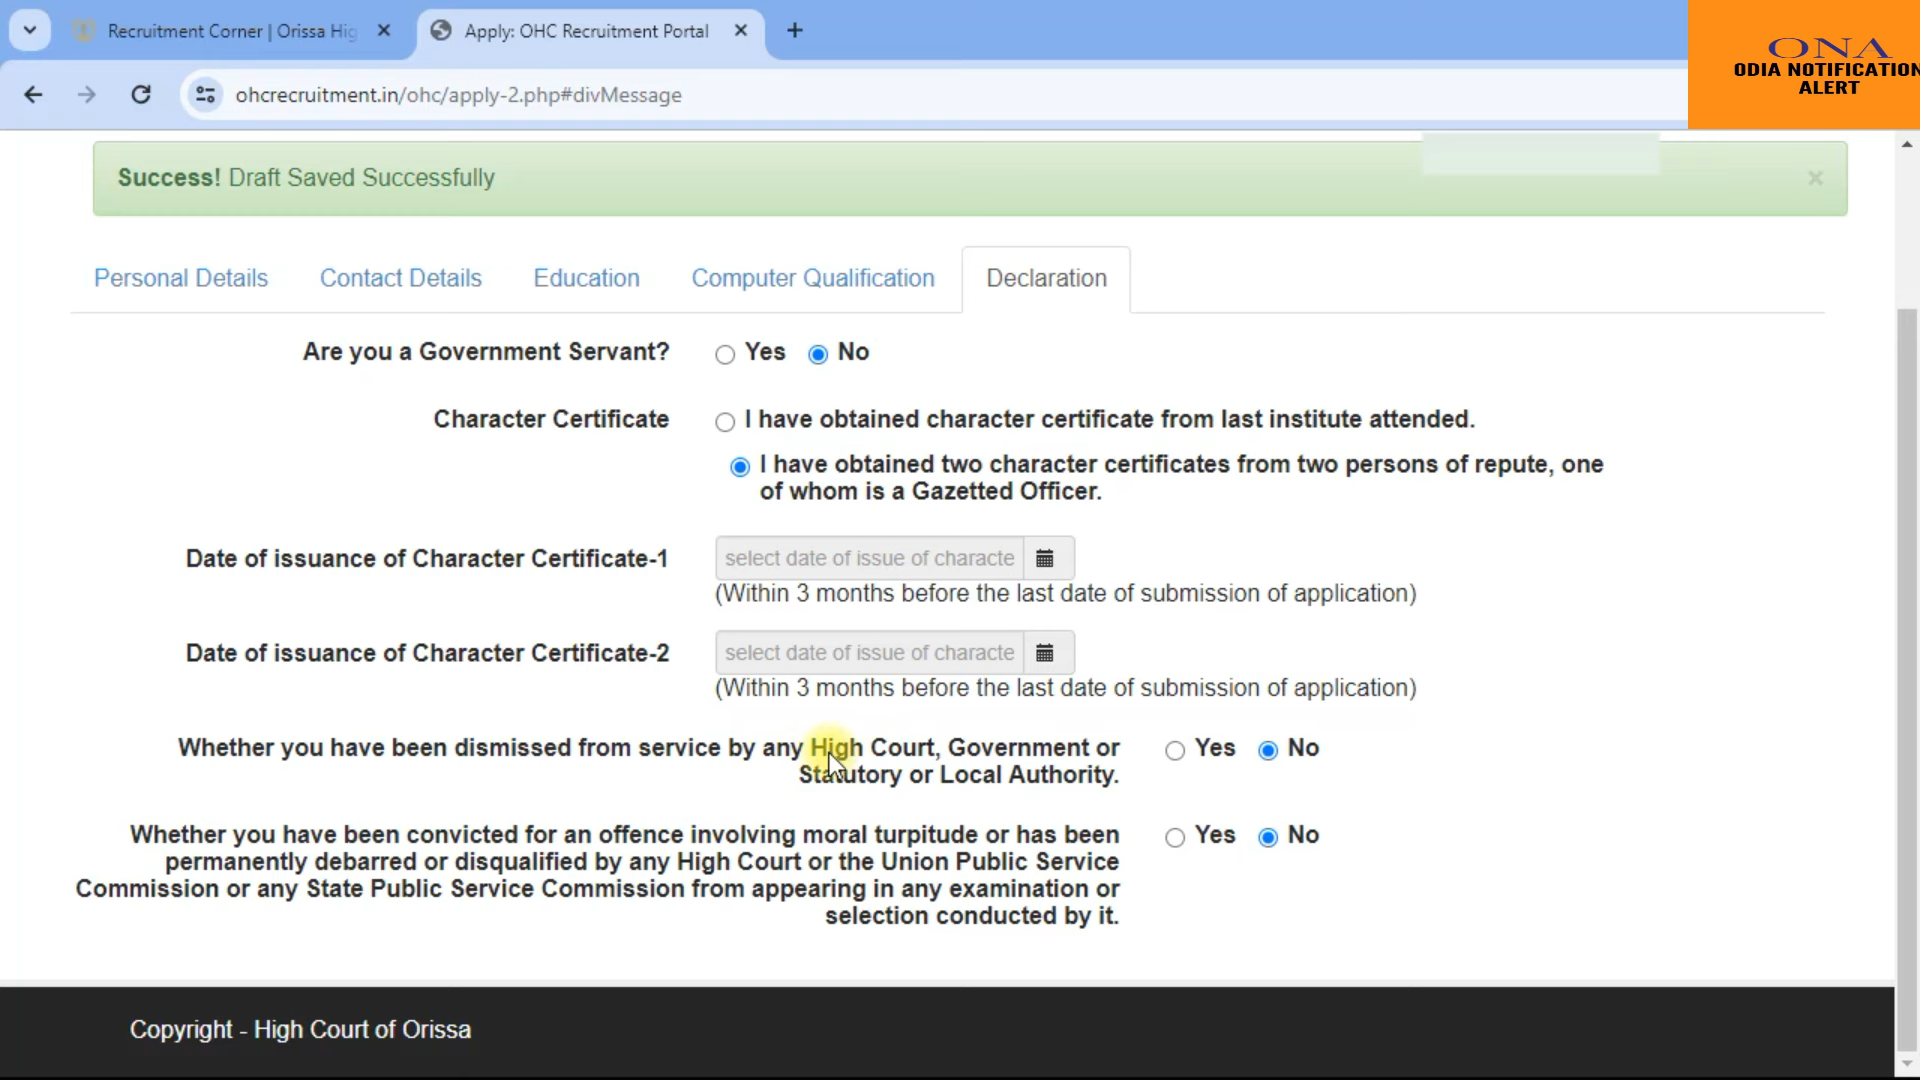 Recruitment Corner | Orissa Hig
Apply: OHC Recruitment Portal
ONA
ODIA NOTIFICATION
ALERT
ohcrecruitment.in/ohc/apply-2.php#divMessage
Success! Draft Saved Successfully
×
Personal Details Contact Details Education Computer Qualification Declaration
Are you a Government Servant? Yes No
Character Certificate I have obtained character certificate from last institute attended.
I have obtained two character certificates from two persons of repute, one
of whom is a Gazetted Officer.
Date of issuance of Character Certificate-1 select date of issue of characte
(Within 3 months before the last date of submission of application)
Date of issuance of Character Certificate-2 select date of issue of characte
(Within 3 months before the last date of submission of application)
Whether you have been dismissed from service by any High Court, Government or Yes No
Statutory or Local Authority.
Whether you have been convicted for an offence involving moral turpitude or has been Yes No
permanently debarred or disqualified by any High Court or the Union Public Service
Commission or any State Public Service Commission from appearing in any examination or
selection conducted by it.
Copyright - High Court of Orissa